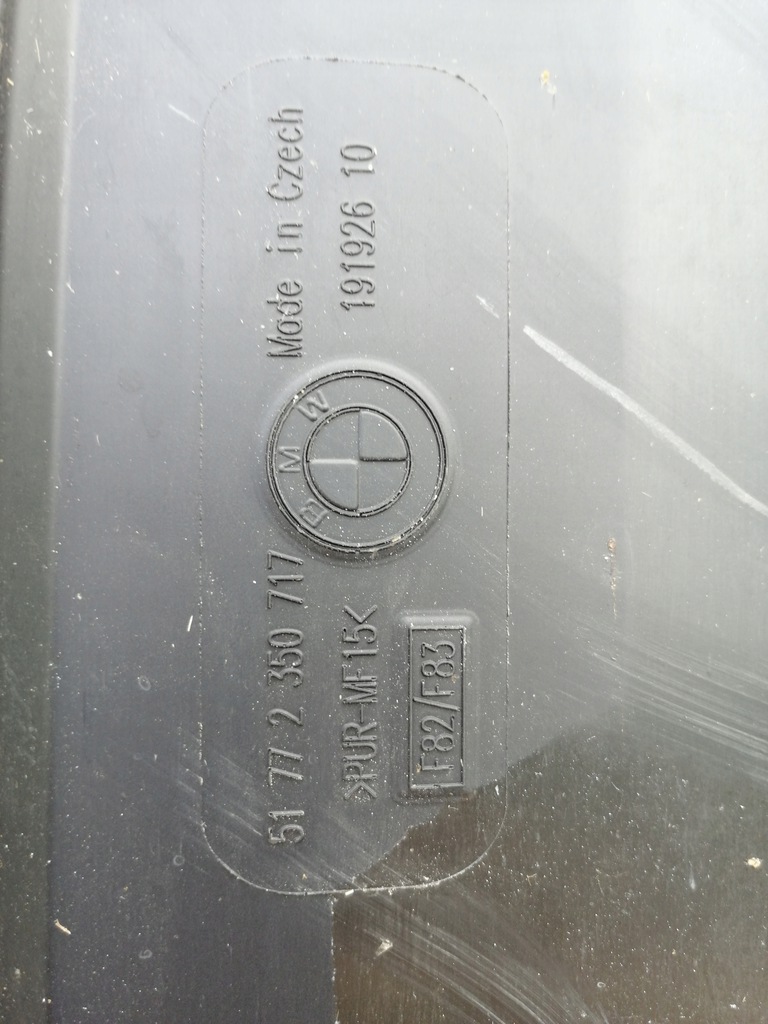 51 77 2 350 717
>PUR-MF15<
F82/F83
BMW
Made in Czech
191926 10